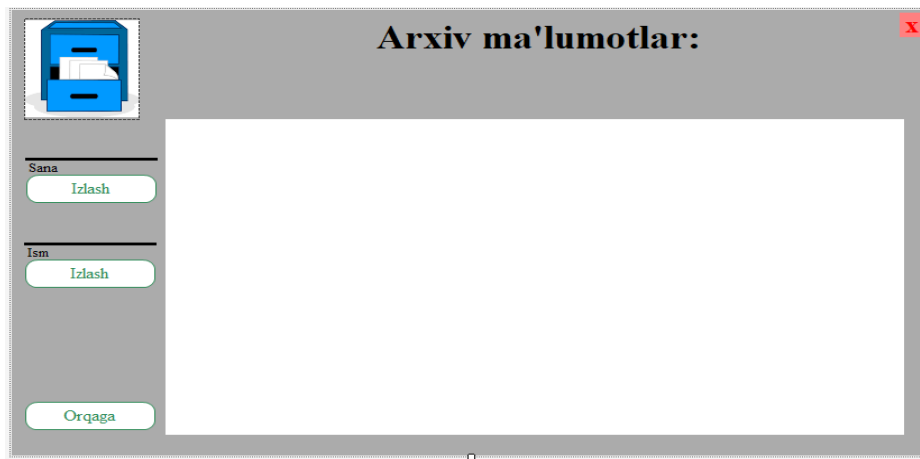 Arxiv ma'lumotlar:
x
Sana
Izlash
Ism
Izlash
Orqaga